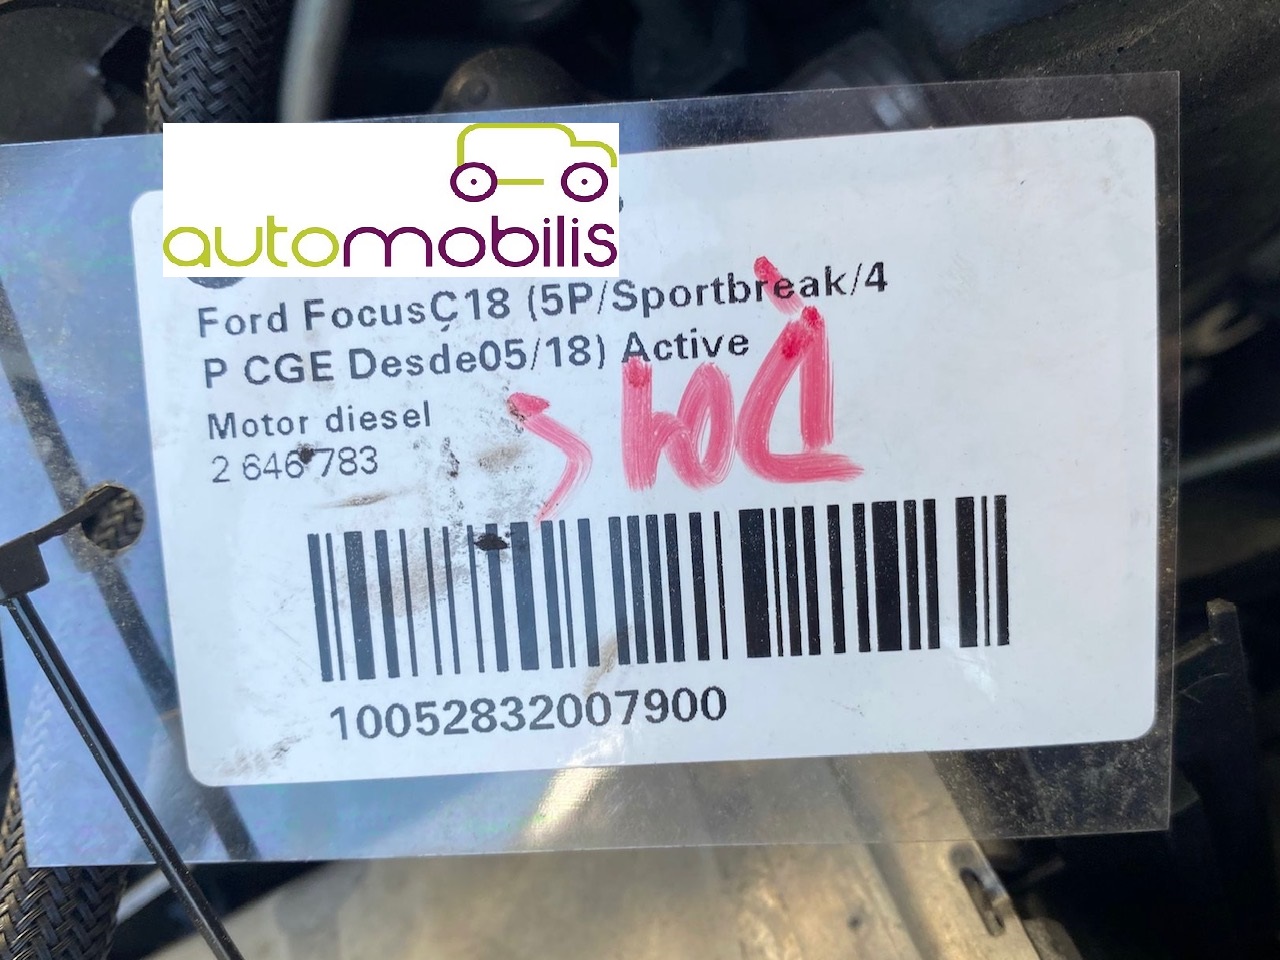 automobilis
Ford FocusÇ18 (5P/Sportbreak/4
P CGE Desde05/18) Active
Motor diesel
2 646 783
10052832007900